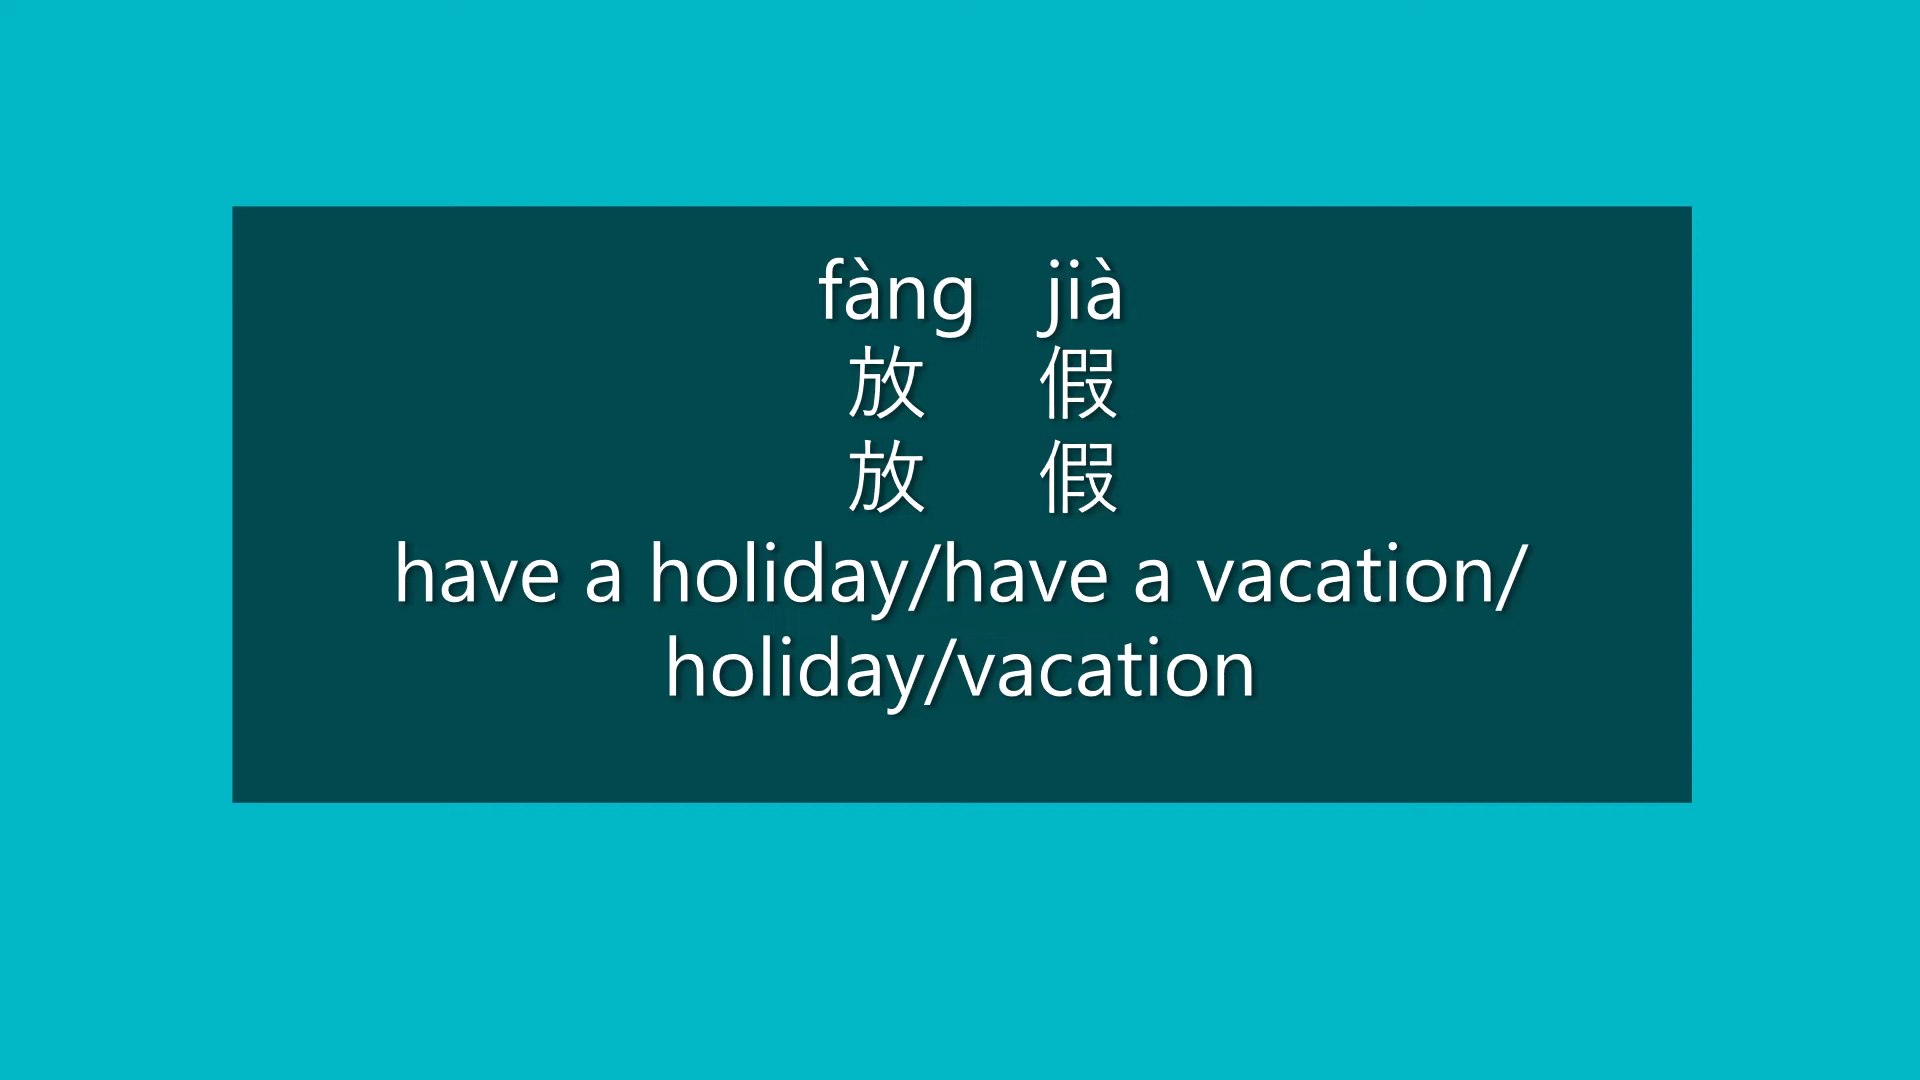 fàng jià
放 假
放 假
have a holiday/have a vacation/
holiday/vacation